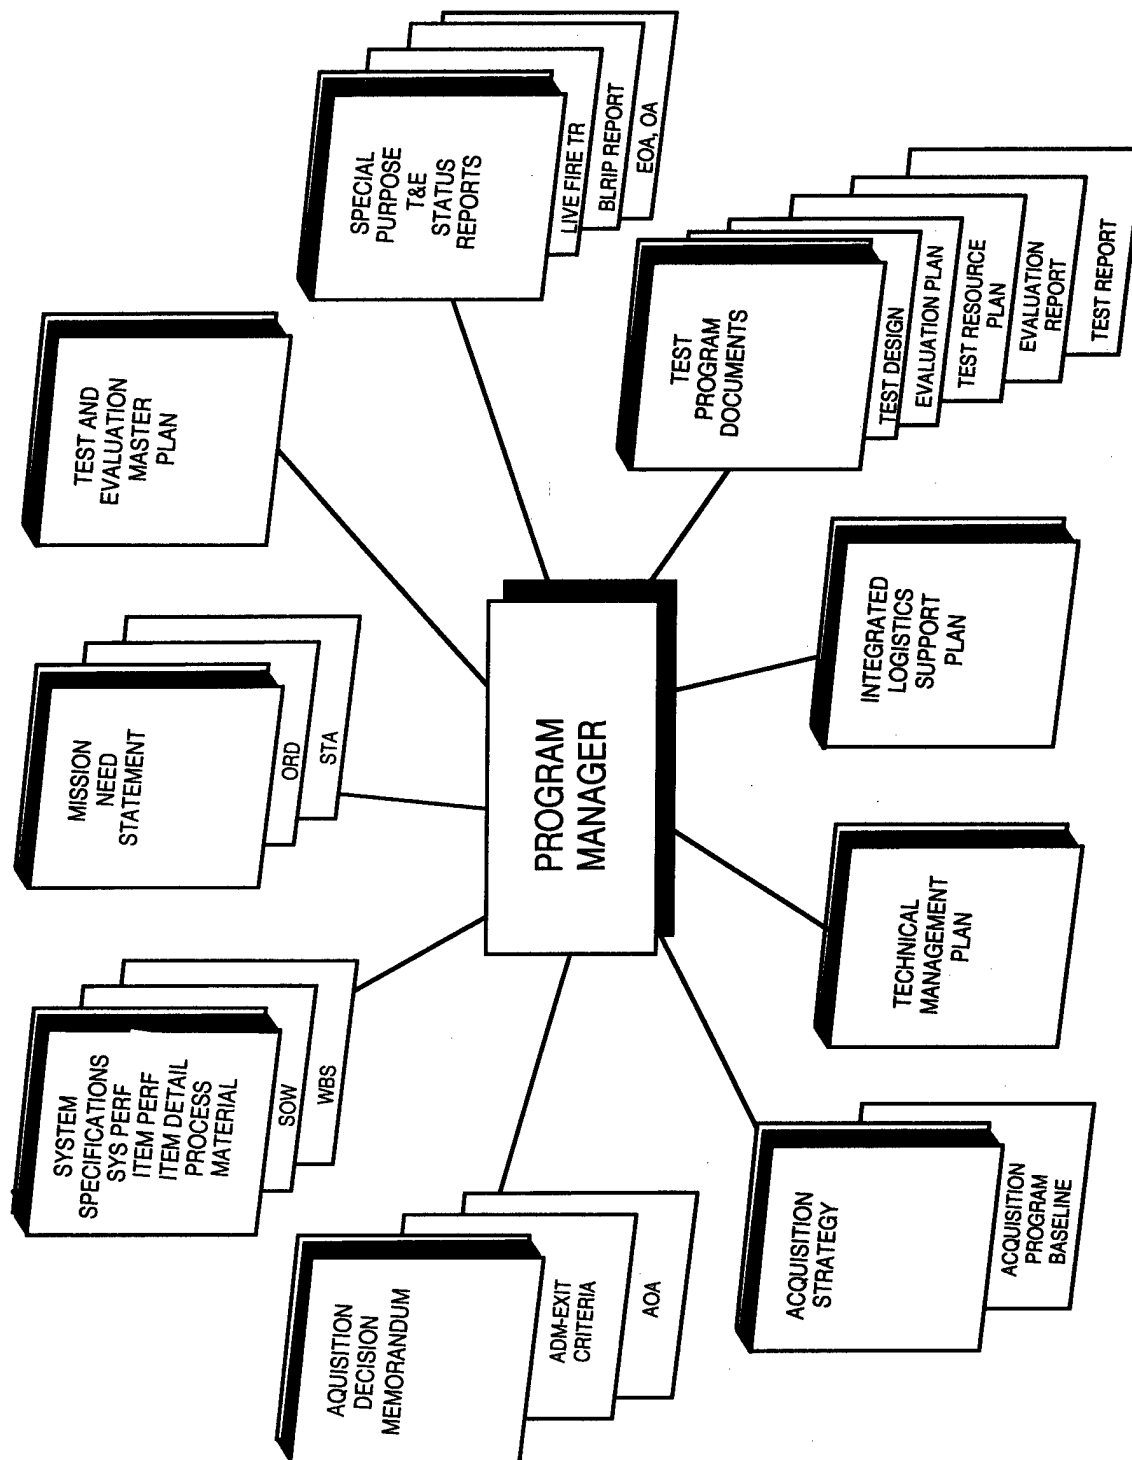 SYSTEM
SPECIFICATIONS
SYS PERF
ITEM PERF
ITEM DETAIL
PROCESS
MATERIAL
SOW
WBS
MISSION
NEED
STATEMENT
ORD
STA
TEST AND
EVALUATION
MASTER
PLAN
AQUISITION
DECISION
MEMORANDUM
ADM-EXIT
CRITERIA
AOA
SPECIAL
PURPOSE
T&E
STATUS
REPORTS
LIVE FIRE TR
BLRIP REPORT
EOA, OA
PROGRAM
MANAGER
ACQUISITION
STRATEGY
ACQUISITION
PROGRAM
BASELINE
TECHNICAL
MANAGEMENT
PLAN
INTEGRATED
LOGISTICS
SUPPORT
PLAN
TEST
PROGRAM
DOCUMENTS
TEST DESIGN
EVALUATION PLAN
TEST RESOURCE
PLAN
EVALUATION
REPORT
TEST REPORT